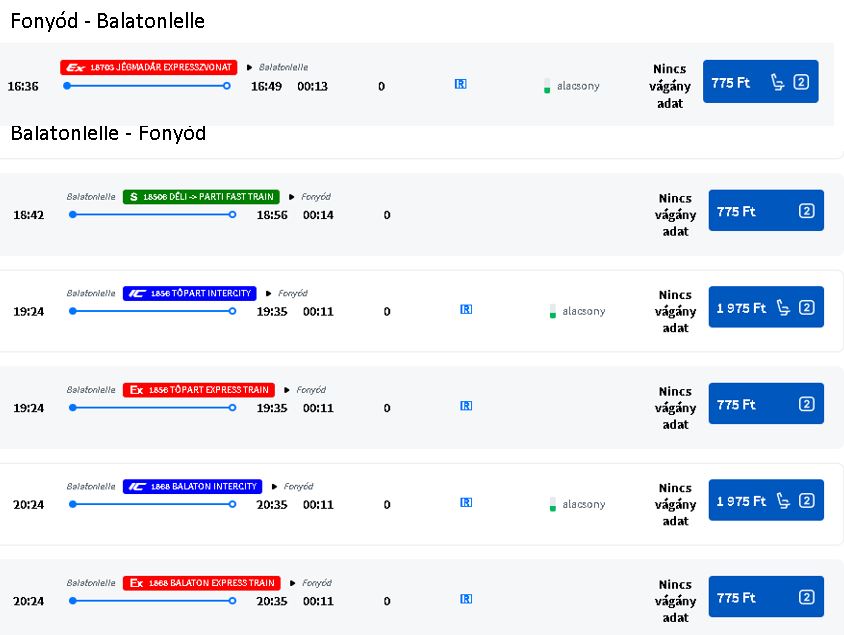 Fonyód - Balatonlelle
Ex 18703 JÉGMADÁR EXPRESSZVONAT ▶ Balatonlelle
16:36 16:49 00:13 0 R alacsony Nincs vágány adat 775 Ft 2
Balatonlelle - Fonyód
Balatonlelle S 18506 DÉLI -> PARTI FAST TRAIN ▶ Fonyód
18:42 18:56 00:14 0 Nincs vágány adat 775 Ft 2
Balatonlelle IC 1856 TÓPART INTERCITY ▶ Fonyód
19:24 19:35 00:11 0 R alacsony Nincs vágány adat 1 975 Ft 2
Balatonlelle Ex 1856 TÓPART EXPRESS TRAIN ▶ Fonyód
19:24 19:35 00:11 0 R Nincs vágány adat 775 Ft 2
Balatonlelle IC 1868 BALATON INTERCITY ▶ Fonyód
20:24 20:35 00:11 0 R alacsony Nincs vágány adat 1 975 Ft 2
Balatonlelle Ex 1868 BALATON EXPRESS TRAIN ▶ Fonyód
20:24 20:35 00:11 0 R Nincs vágány adat 775 Ft 2